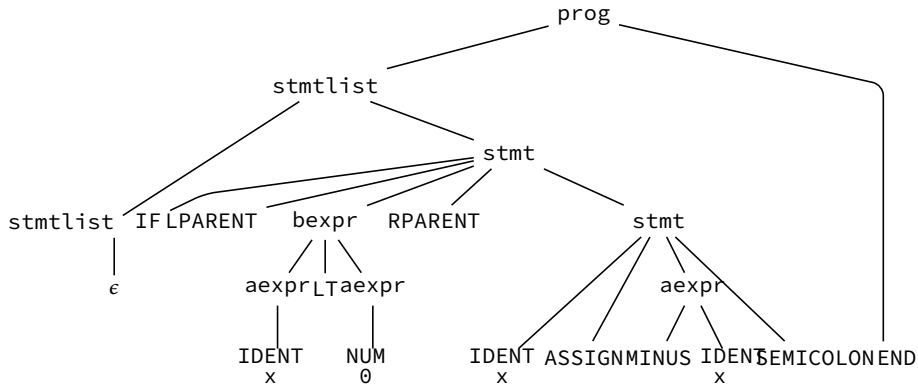 prog
stmtlist
stmt
stmtlist IF LPARENT bexpr RPARENT stmt
ϵ aexpr LT aexpr aexpr
IDENT NUM IDENT ASSIGN MINUS IDENT SEMICOLON END
x 0 x x